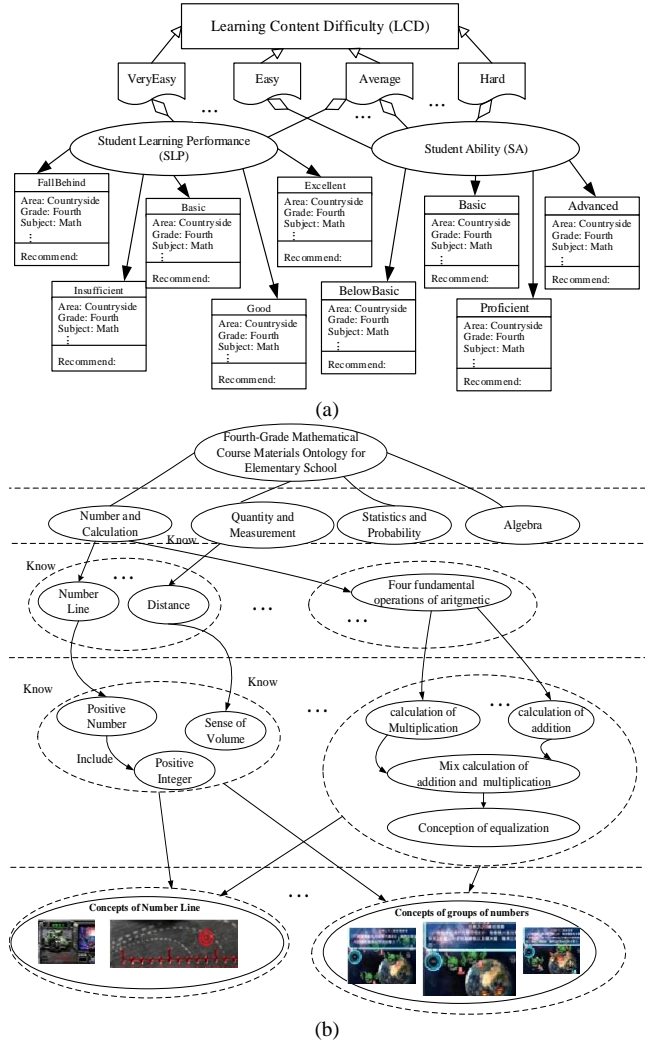 Learning Content Difficulty (LCD)
VeryEasy
Easy
Average
Hard
...
...
...
Student Learning Performance
(SLP)
Student Ability (SA)
FallBehind
Area: Countryside
Grade: Fourth
Subject: Math
⋮
Recommend:
Basic
Area: Countryside
Grade: Fourth
Subject: Math
⋮
Recommend:
Excellent
Area: Countryside
Grade: Fourth
Subject: Math
⋮
Recommend:
Basic
Area: Countryside
Grade: Fourth
Subject: Math
⋮
Recommend:
Advanced
Area: Countryside
Grade: Fourth
Subject: Math
⋮
Recommend:
Insufficient
Area: Countryside
Grade: Fourth
Subject: Math
⋮
Recommend:
Good
Area: Countryside
Grade: Fourth
Subject: Math
⋮
Recommend:
BelowBasic
Area: Countryside
Grade: Fourth
Subject: Math
⋮
Recommend:
Proficient
Area: Countryside
Grade: Fourth
Subject: Math
⋮
Recommend:
(a)
Fourth-Grade Mathematical
Course Materials Ontology for
Elementary School
Number and
Calculation
Quantity and
Measurement
Statistics and
Probability
Algebra
Know
Know
...
Number
Line
Distance
...
Four fundamental
operations of aritgmetic
...
Know
Know
Positive
Number
Sense of
Volume
...
calculation of
Multiplication
...
calculation of
addition
Include
Positive
Integer
Mix calculation of
addition and multiplication
Conception of equalization
...
Concepts of Number Line
Concepts of groups of numbers
(b)